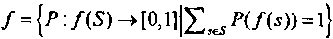 f = { P : f(S) → [0,1] | ∑_{s∈S} P(f(s)) = 1 }